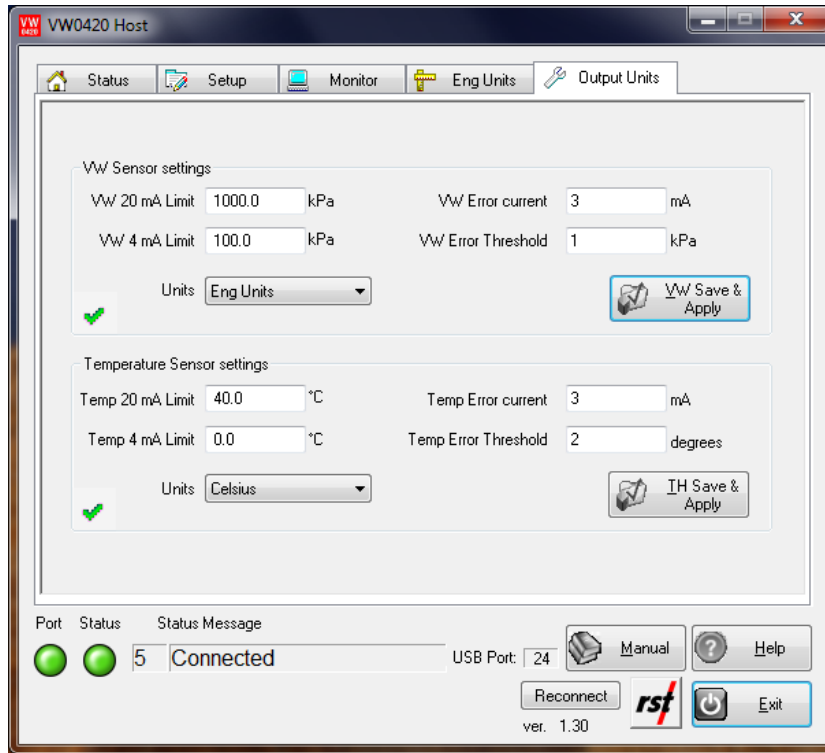 VW
0420
VW0420 Host
Status Setup Monitor Eng Units Output Units
VW Sensor settings
VW 20 mA Limit 1000.0 kPa VW Error current 3 mA
VW 4 mA Limit 100.0 kPa VW Error Threshold 1 kPa
Units Eng Units VW Save & Apply
Temperature Sensor settings
Temp 20 mA Limit 40.0 °C Temp Error current 3 mA
Temp 4 mA Limit 0.0 °C Temp Error Threshold 2 degrees
Units Celsius TH Save & Apply
Port Status Status Message
5 Connected USB Port: 24 Manual ? Help
Reconnect rst Exit
ver. 1.30